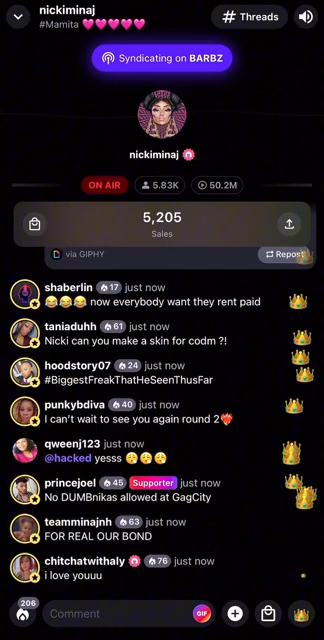 nickiminaj
#Mamita 💗💗💗💗💗
Threads
Syndicating on BARBZ
nickiminaj
ON AIR
5.83K
50.2M
5,205
Sales
via GIPHY
Repost
shaberlin 17 just now
😂😂😂 now everybody want they rent paid
taniaduhh 61 just now
Nicki can you make a skin for codm ?!
hoodstory07 24 just now
#BiggestFreakThatHeSeenThusFar
punkybdiva 40 just now
I can't wait to see you again round 2❤️‍🔥
qweenj123 just now
@hacked yesss 😮‍💨😮‍💨😮‍💨
princejoel 45 Supporter just now
No DUMBnikas allowed at GagCity
teamminajnh 63 just now
FOR REAL OUR BOND
chitchatwithaly 76 just now
i love youuu
206
Comment
GIF